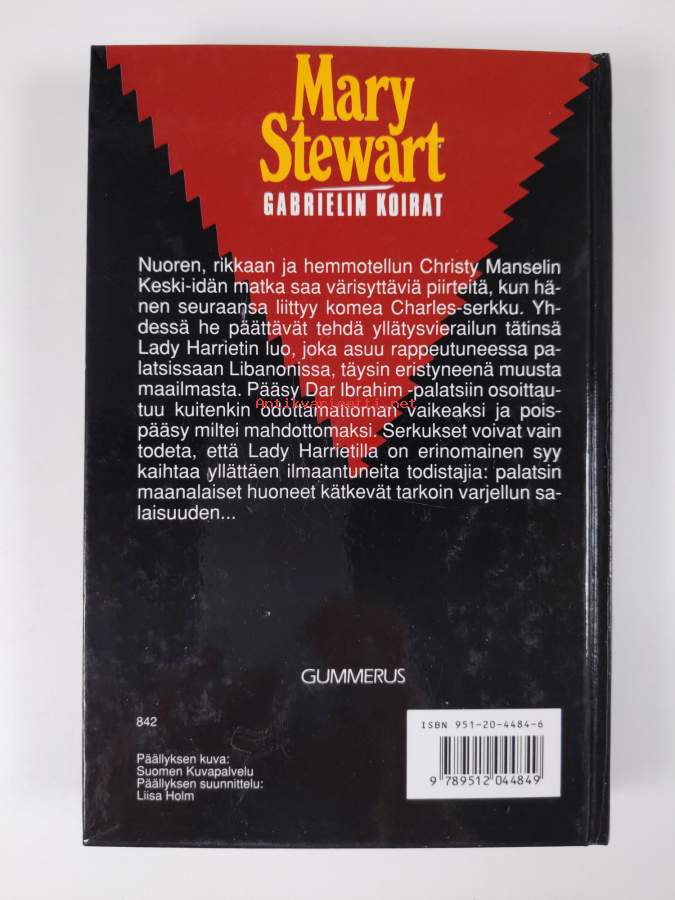 Mary
Stewart
GABRIELIN KOIRAT
Nuoren, rikkaan ja hemmotellun Christy Manselin
Keski-idän matka saa värisyttäviä piirteitä, kun hä-
nen seuraansa liittyy komea Charles-serkku. Yh-
dessä he päättävät tehdä yllätysvierailun tätinsä
Lady Harrietin luo, joka asuu rappeutuneessa pa-
latsissaan Libanonissa, täysin eristyneenä muusta
maailmasta. Pääsy Dar Ibrahim -palatsiin osoittau-
Antikvariaatti.net
tuu kuitenkin odottamattoman vaikeaksi ja pois-
pääsy miltei mahdottomaksi. Serkukset voivat vain
todeta, että Lady Harrietilla on erinomainen syy
kaihtaa yllättäen ilmaantuneita todistajia: palatsin
maanalaiset huoneet kätkevät tarkoin varjellun sa-
laisuuden...
GUMMERUS
842
Päällyksen kuva:
Suomen Kuvapalvelu
Päällyksen suunnittelu:
Liisa Holm
ISBN 951-20-4484-6
9 789512 044849